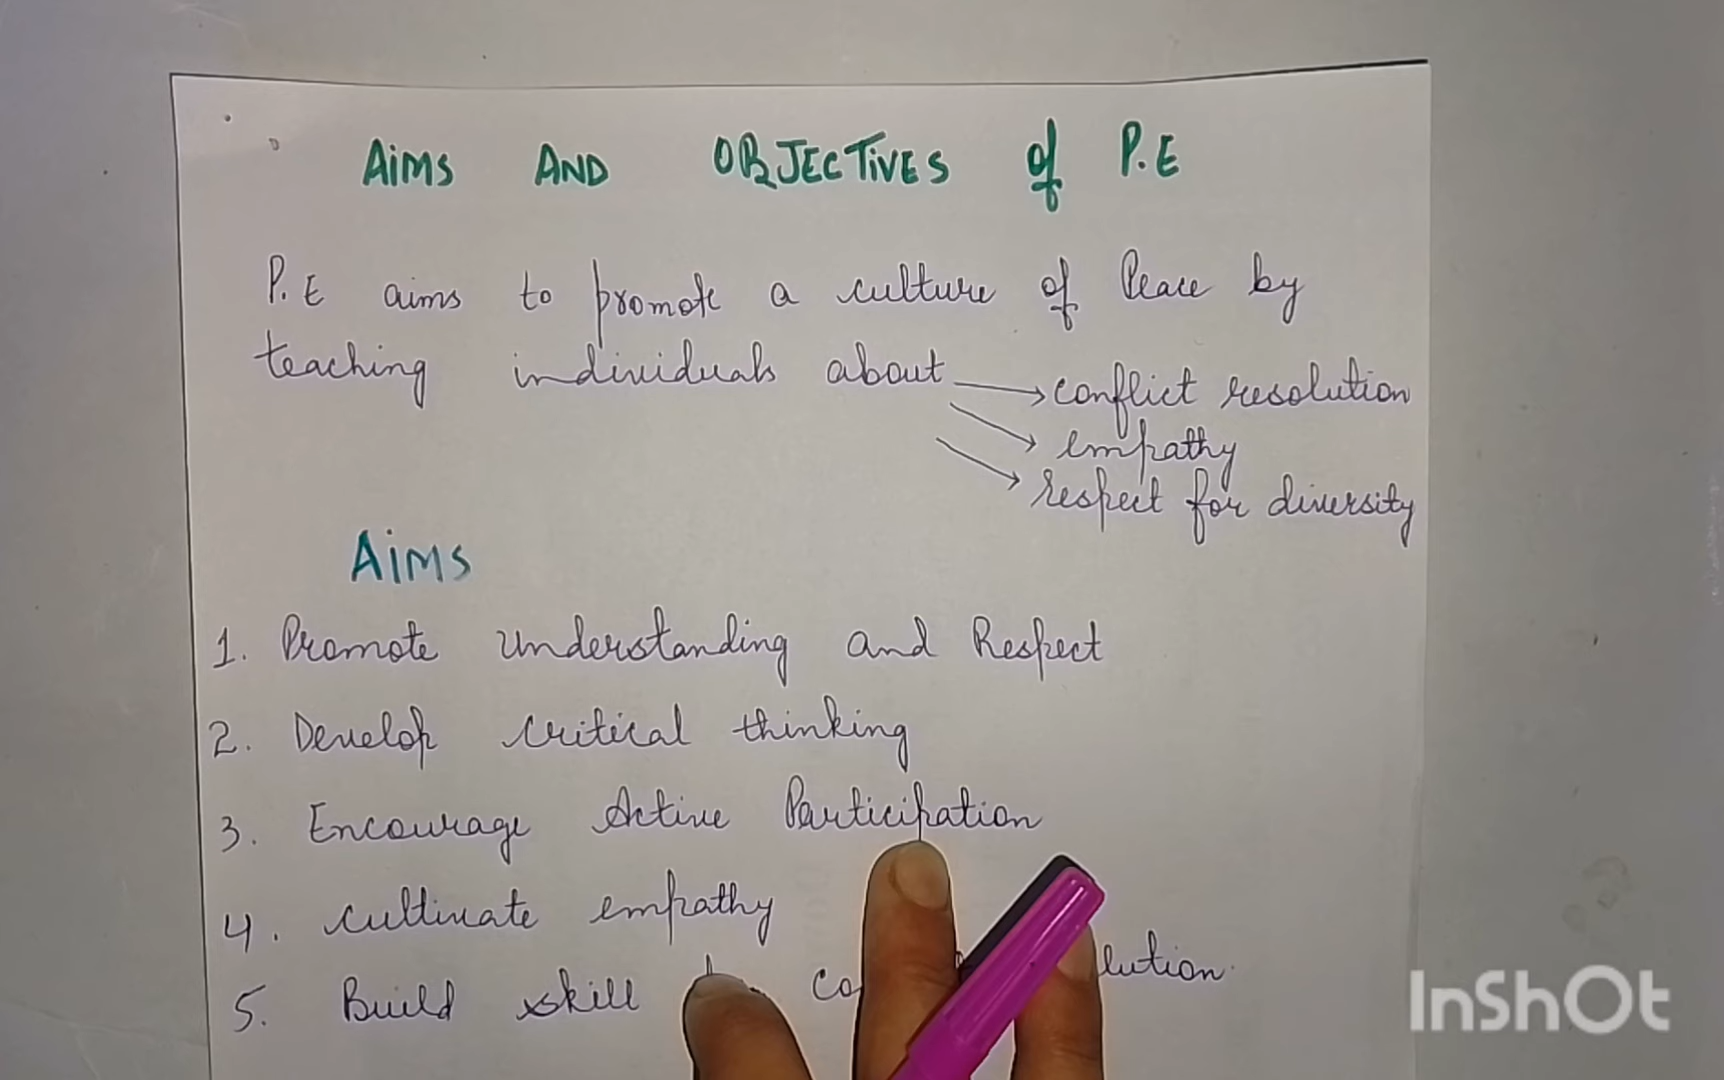 AiMS AND OBJECTiVES of P.E
P.E aims to promote a culture of Peace by
teaching individuals about
conflict resolution
empathy
respect for diversity
AiMS
1. Promote Understanding and Respect
2. Develop critical thinking
3. Encourage Active Participation
4. cultivate empathy
5. Build skill
InShOt